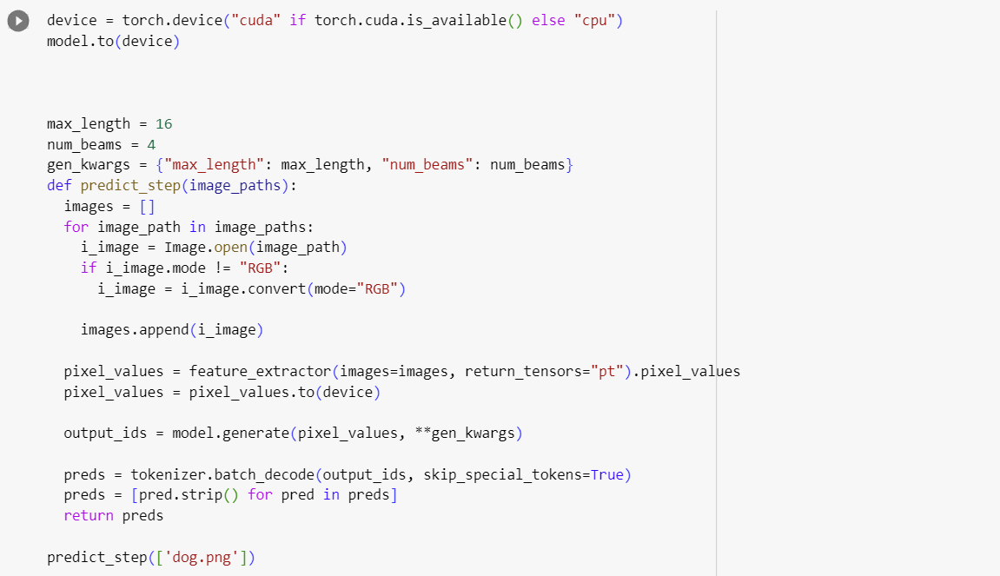 device = torch.device("cuda" if torch.cuda.is_available() else "cpu")
model.to(device)
max_length = 16
num_beams = 4
gen_kwargs = {"max_length": max_length, "num_beams": num_beams}
def predict_step(image_paths):
  images = []
  for image_path in image_paths:
    i_image = Image.open(image_path)
    if i_image.mode != "RGB":
      i_image = i_image.convert(mode="RGB")
    images.append(i_image)
  pixel_values = feature_extractor(images=images, return_tensors="pt").pixel_values
  pixel_values = pixel_values.to(device)
  output_ids = model.generate(pixel_values, **gen_kwargs)
  preds = tokenizer.batch_decode(output_ids, skip_special_tokens=True)
  preds = [pred.strip() for pred in preds]
  return preds
predict_step(['dog.png'])